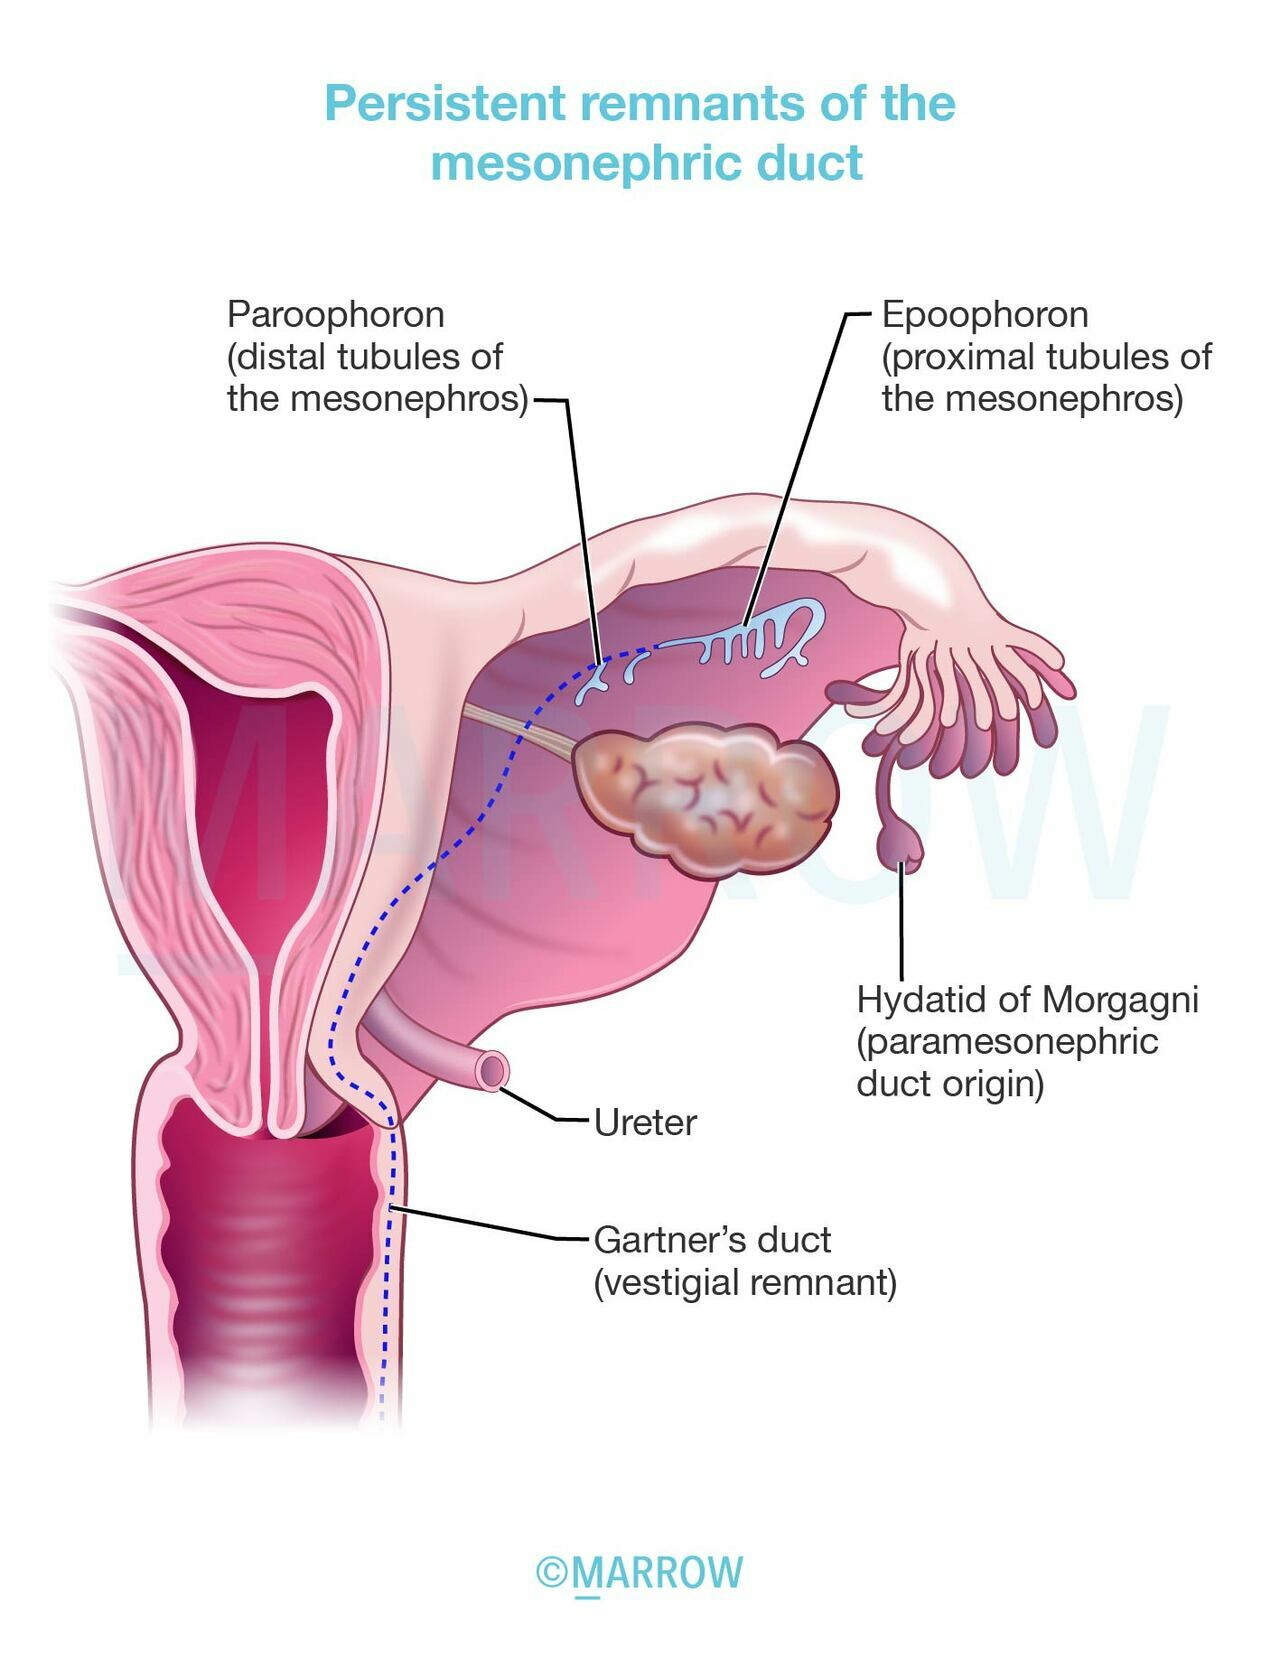 Persistent remnants of the
mesonephric duct
Paroophoron
(distal tubules of
the mesonephros)
Epoophoron
(proximal tubules of
the mesonephros)
MARROW
Hydatid of Morgagni
(paramesonephric
duct origin)
Ureter
Gartner’s duct
(vestigial remnant)
©MARROW